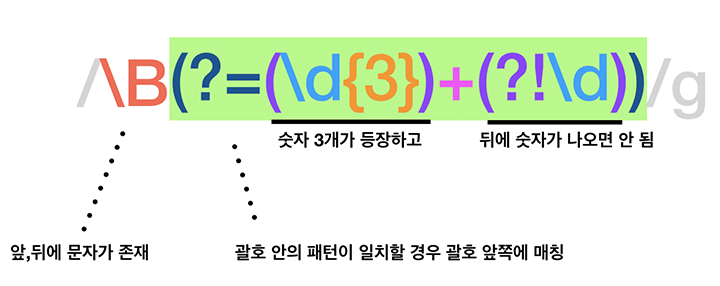 /\B(?=(\d{3})+(?!\d))/g
숫자 3개가 등장하고
뒤에 숫자가 나오면 안 됨
앞,뒤에 문자가 존재
괄호 안의 패턴이 일치할 경우 괄호 앞쪽에 매칭